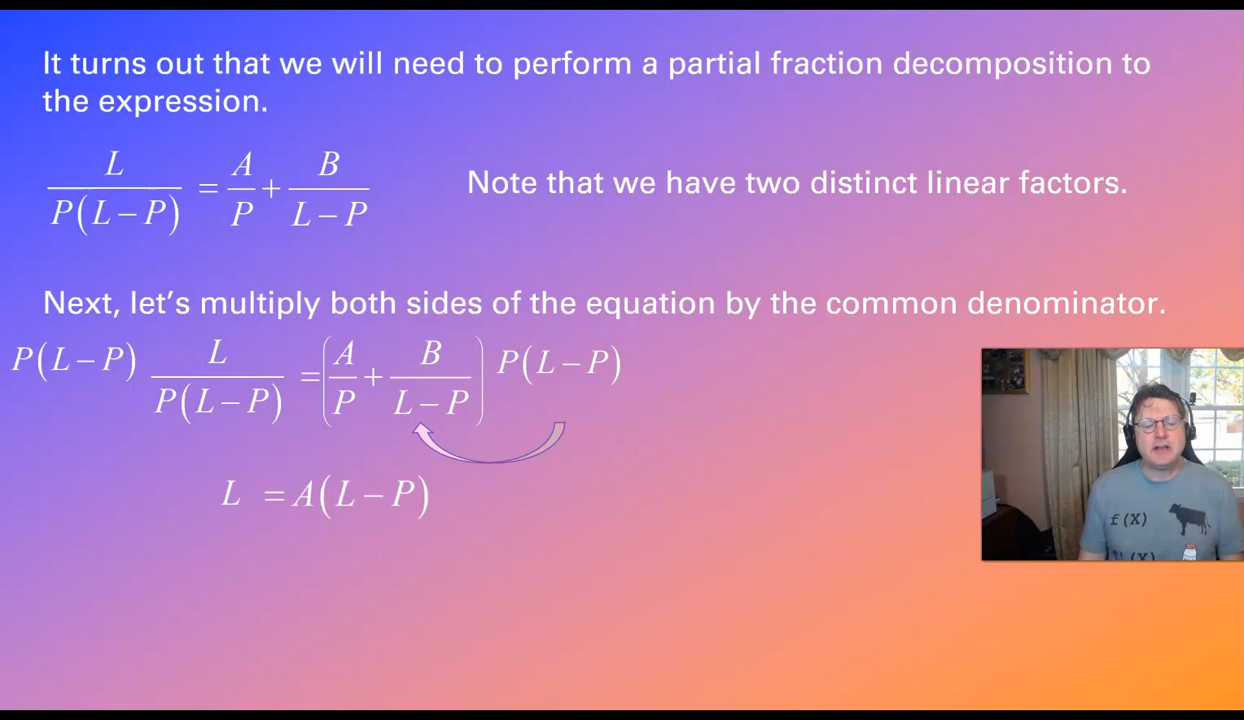 It turns out that we will need to perform a partial fraction decomposition to
the expression.
L/(P(L−P)) = A/P + B/(L−P)
Note that we have two distinct linear factors.
Next, let's multiply both sides of the equation by the common denominator.
P(L−P) L/(P(L−P)) = (A/P + B/(L−P)) P(L−P)
L = A(L−P)
f(X)